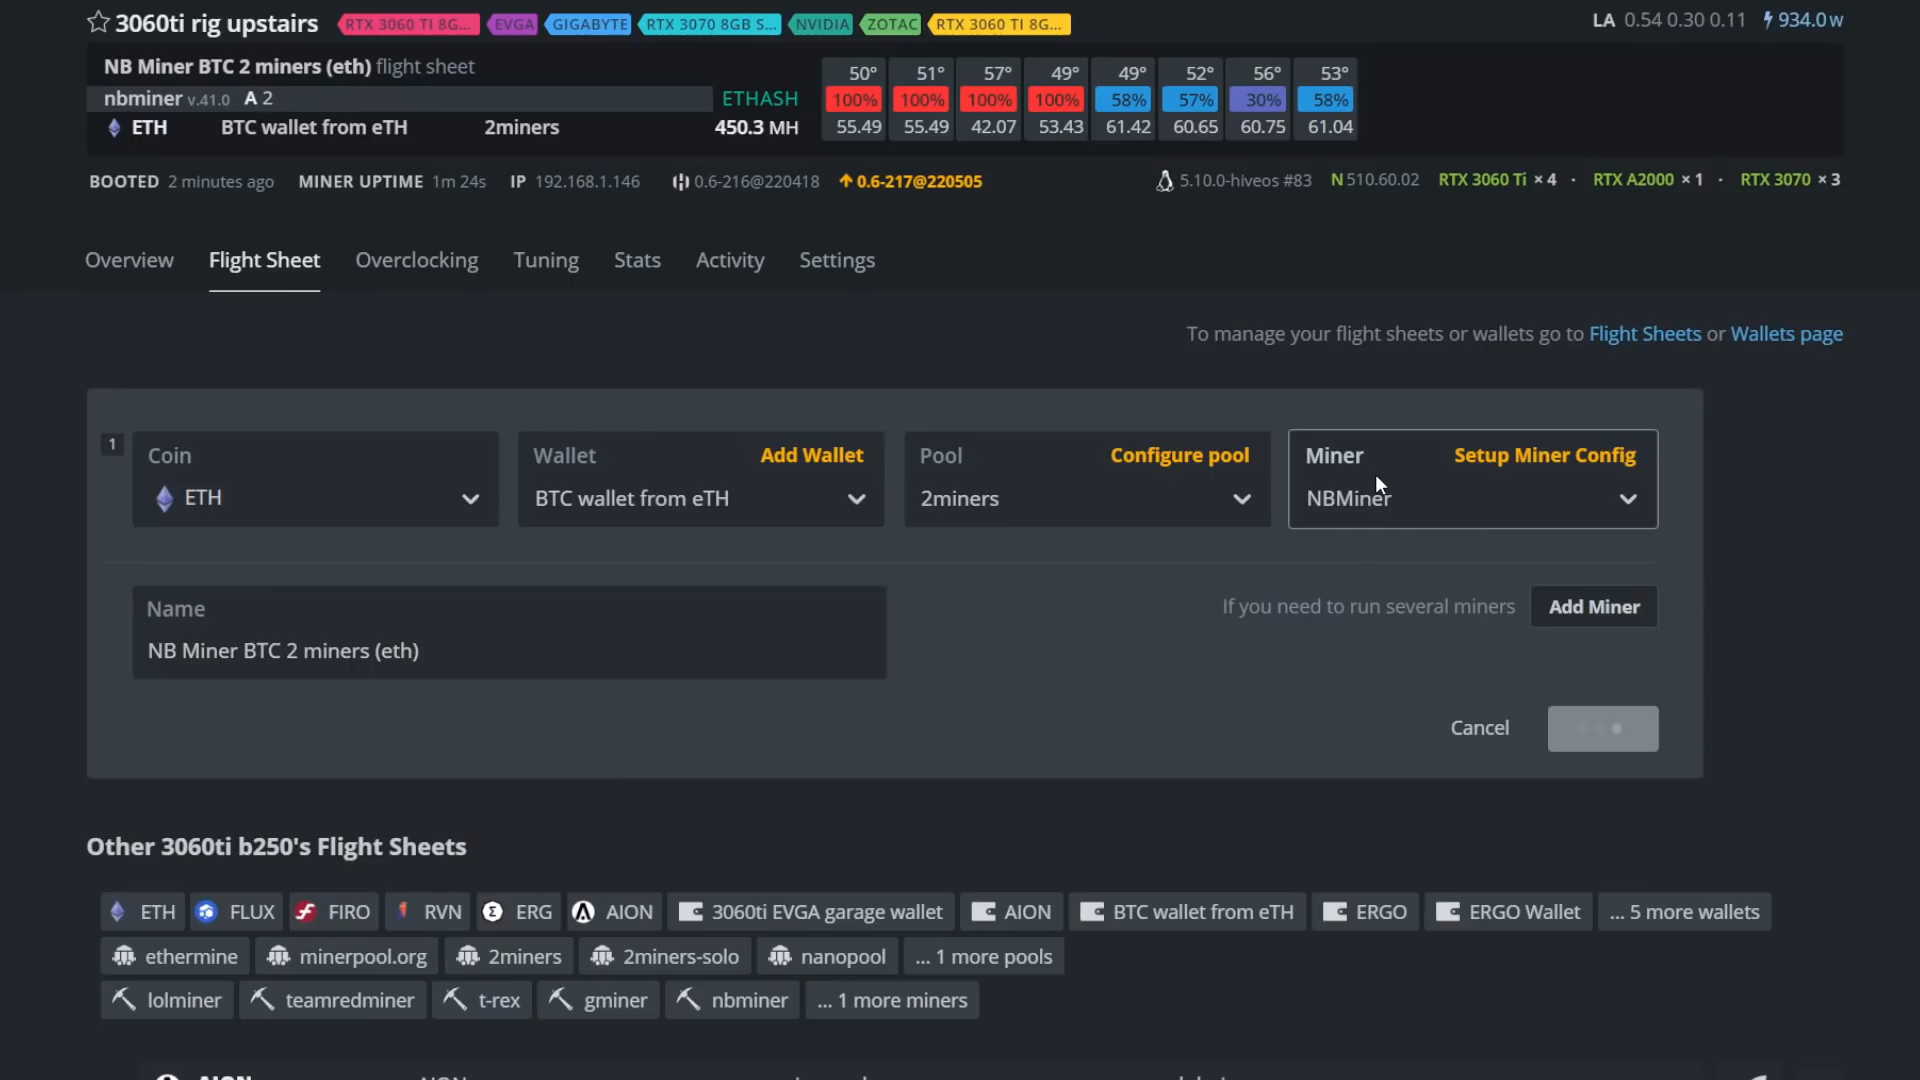 3060ti rig upstairs RTX 3060 TI 8G... EVGA GIGABYTE RTX 3070 8GB S... NVIDIA ZOTAC RTX 3060 TI 8G... LA 0.54 0.30 0.11 934.0 w
NB Miner BTC 2 miners (eth) flight sheet 50° 51° 57° 49° 49° 52° 56° 53°
nbminer v.41.0 A 2 ETHASH 100% 100% 100% 100% 58% 57% 30% 58%
ETH BTC wallet from eTH 2miners 450.3 MH 55.49 55.49 42.07 53.43 61.42 60.65 60.75 61.04
BOOTED 2 minutes ago MINER UPTIME 1m 24s IP 192.168.1.146 0.6-216@220418 0.6-217@220505 5.10.0-hiveos #83 N 510.60.02 RTX 3060 Ti × 4 · RTX A2000 × 1 · RTX 3070 × 3
Overview Flight Sheet Overclocking Tuning Stats Activity Settings
To manage your flight sheets or wallets go to Flight Sheets or Wallets page
1 Coin Wallet Add Wallet Pool Configure pool Miner Setup Miner Config
ETH BTC wallet from eTH 2miners NBMiner
Name If you need to run several miners Add Miner
NB Miner BTC 2 miners (eth)
Cancel
Other 3060ti b250's Flight Sheets
ETH FLUX FIRO RVN ERG AION 3060ti EVGA garage wallet AION BTC wallet from eTH ERGO ERGO Wallet ... 5 more wallets
ethermine minerpool.org 2miners 2miners-solo nanopool ... 1 more pools
lolminer teamredminer t-rex gminer nbminer ... 1 more miners
AION AION